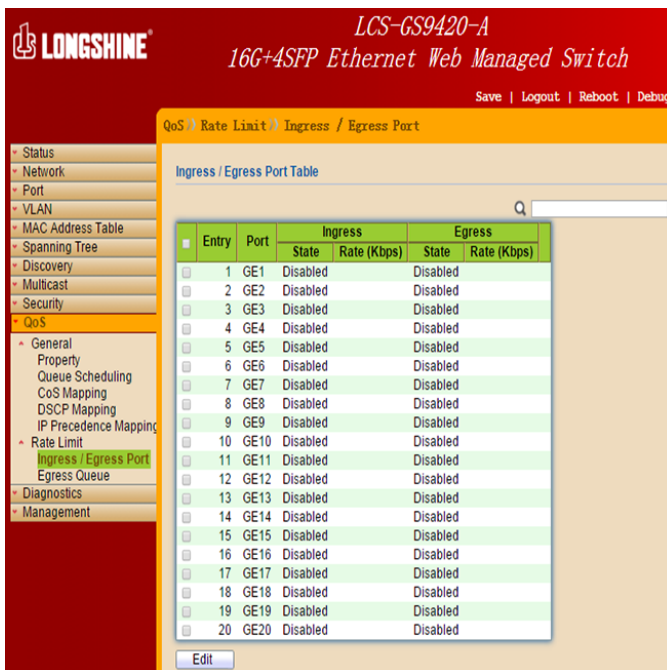 LONGSHINE®
LCS-GS9420-A
16G+4SFP Ethernet Web Managed Switch
Save | Logout | Reboot | Debug
QoS Rate Limit Ingress / Egress Port
Status
Network
Port
VLAN
MAC Address Table
Spanning Tree
Discovery
Multicast
Security
QoS
General
Property
Queue Scheduling
CoS Mapping
DSCP Mapping
IP Precedence Mapping
Rate Limit
Ingress / Egress Port
Egress Queue
Diagnostics
Management
Ingress / Egress Port Table
Entry Port Ingress Egress
State Rate (Kbps) State Rate (Kbps)
1 GE1 Disabled Disabled
2 GE2 Disabled Disabled
3 GE3 Disabled Disabled
4 GE4 Disabled Disabled
5 GE5 Disabled Disabled
6 GE6 Disabled Disabled
7 GE7 Disabled Disabled
8 GE8 Disabled Disabled
9 GE9 Disabled Disabled
10 GE10 Disabled Disabled
11 GE11 Disabled Disabled
12 GE12 Disabled Disabled
13 GE13 Disabled Disabled
14 GE14 Disabled Disabled
15 GE15 Disabled Disabled
16 GE16 Disabled Disabled
17 GE17 Disabled Disabled
18 GE18 Disabled Disabled
19 GE19 Disabled Disabled
20 GE20 Disabled Disabled
Edit